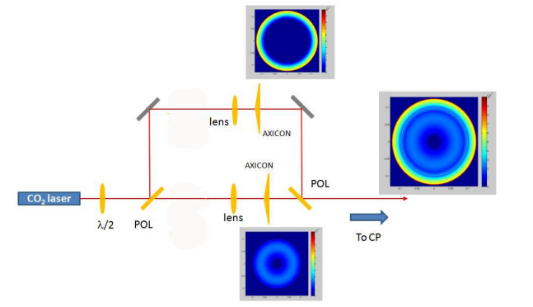 lens
AXICON
AXICON
POL
CO₂ laser
λ/2
POL
lens
To CP